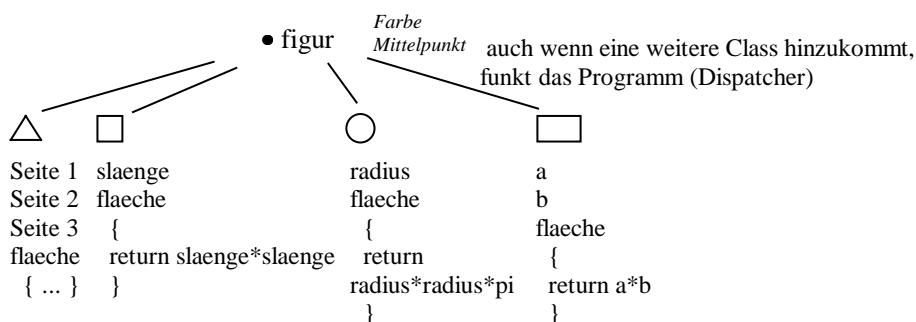 • figur
Farbe
Mittelpunkt
auch wenn eine weitere Class hinzukommt,
funkt das Programm (Dispatcher)
Seite 1
Seite 2
Seite 3
flaeche
{ ... }
slaenge
flaeche
{
return slaenge*slaenge
}
radius
flaeche
{
return
radius*radius*pi
}
a
b
flaeche
{
return a*b
}